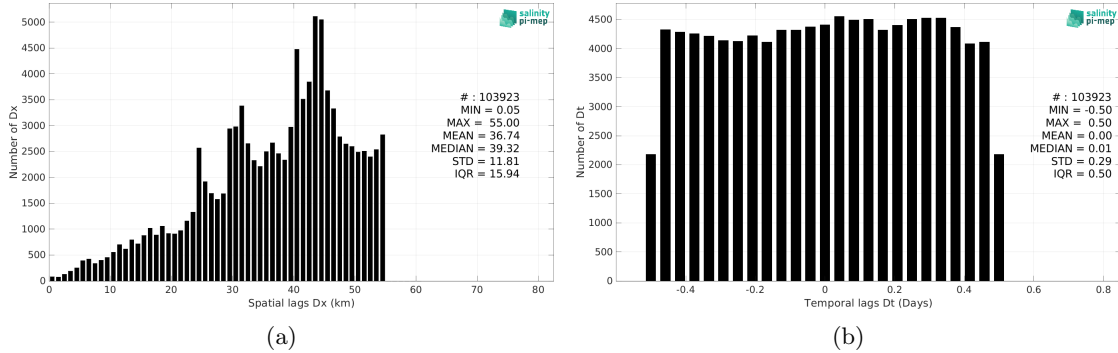 5000
4500
4000
3500
3000
2500
2000
1500
1000
500
0
Number of Dx
0 10 20 30 40 50 60 70 80
Spatial lags Dx (km)
salinity
pi-mep
# : 103923
MIN = 0.05
MAX = 55.00
MEAN = 36.74
MEDIAN = 39.32
STD = 11.81
IQR = 15.94
(a)
4500
4000
3500
3000
2500
2000
1500
1000
500
0
Number of Dt
-0.4 -0.2 0 0.2 0.4 0.6 0.8
Temporal lags Dt (Days)
salinity
pi-mep
# : 103923
MIN = -0.50
MAX = 0.50
MEAN = 0.00
MEDIAN = 0.01
STD = 0.29
IQR = 0.50
(b)